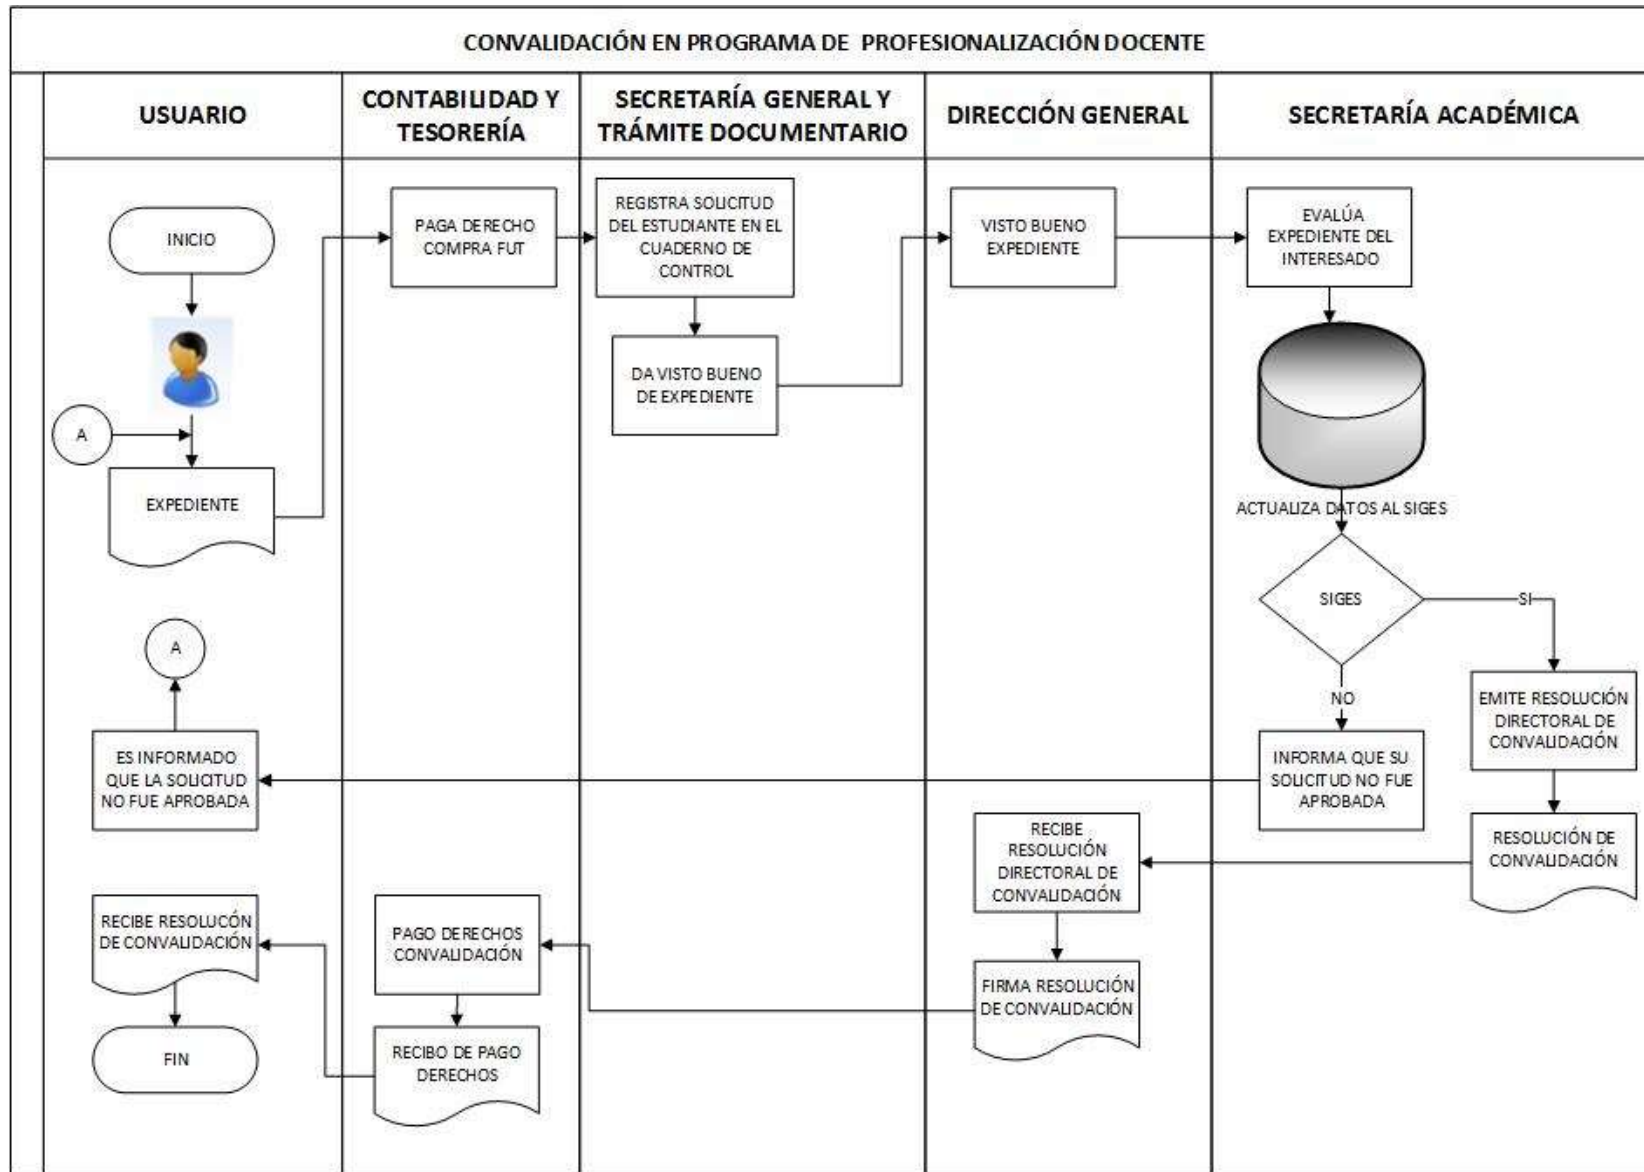 CONVALIDACIÓN EN PROGRAMA DE PROFESIONALIZACIÓN DOCENTE
USUARIO
CONTABILIDAD Y
TESORERÍA
SECRETARÍA GENERAL Y
TRÁMITE DOCUMENTARIO
DIRECCIÓN GENERAL
SECRETARÍA ACADÉMICA
INICIO
PAGA DERECHO
COMPRA FUT
REGISTRA SOLICITUD
DEL ESTUDIANTE EN EL
CUADERNO DE
CONTROL
VISTO BUENO
EXPEDIENTE
EVALÚA
EXPEDIENTE DEL
INTERESADO
DA VISTO BUENO
DE EXPEDIENTE
A
EXPEDIENTE
ACTUALIZA DATOS AL SIGES
SIGES
SI
NO
A
ES INFORMADO
QUE LA SOLICITUD
NO FUE APROBADA
INFORMA QUE SU
SOLICITUD NO FUE
APROBADA
EMITE RESOLUCIÓN
DIRECTORAL DE
CONVALIDACIÓN
RESOLUCIÓN DE
CONVALIDACIÓN
RECIBE
RESOLUCIÓN
DIRECTORAL DE
CONVALIDACIÓN
FIRMA RESOLUCIÓN
DE CONVALIDACIÓN
PAGO DERECHOS
CONVALIDACIÓN
RECIBO DE PAGO
DERECHOS
RECIBE RESOLUCÓN
DE CONVALIDACIÓN
FIN